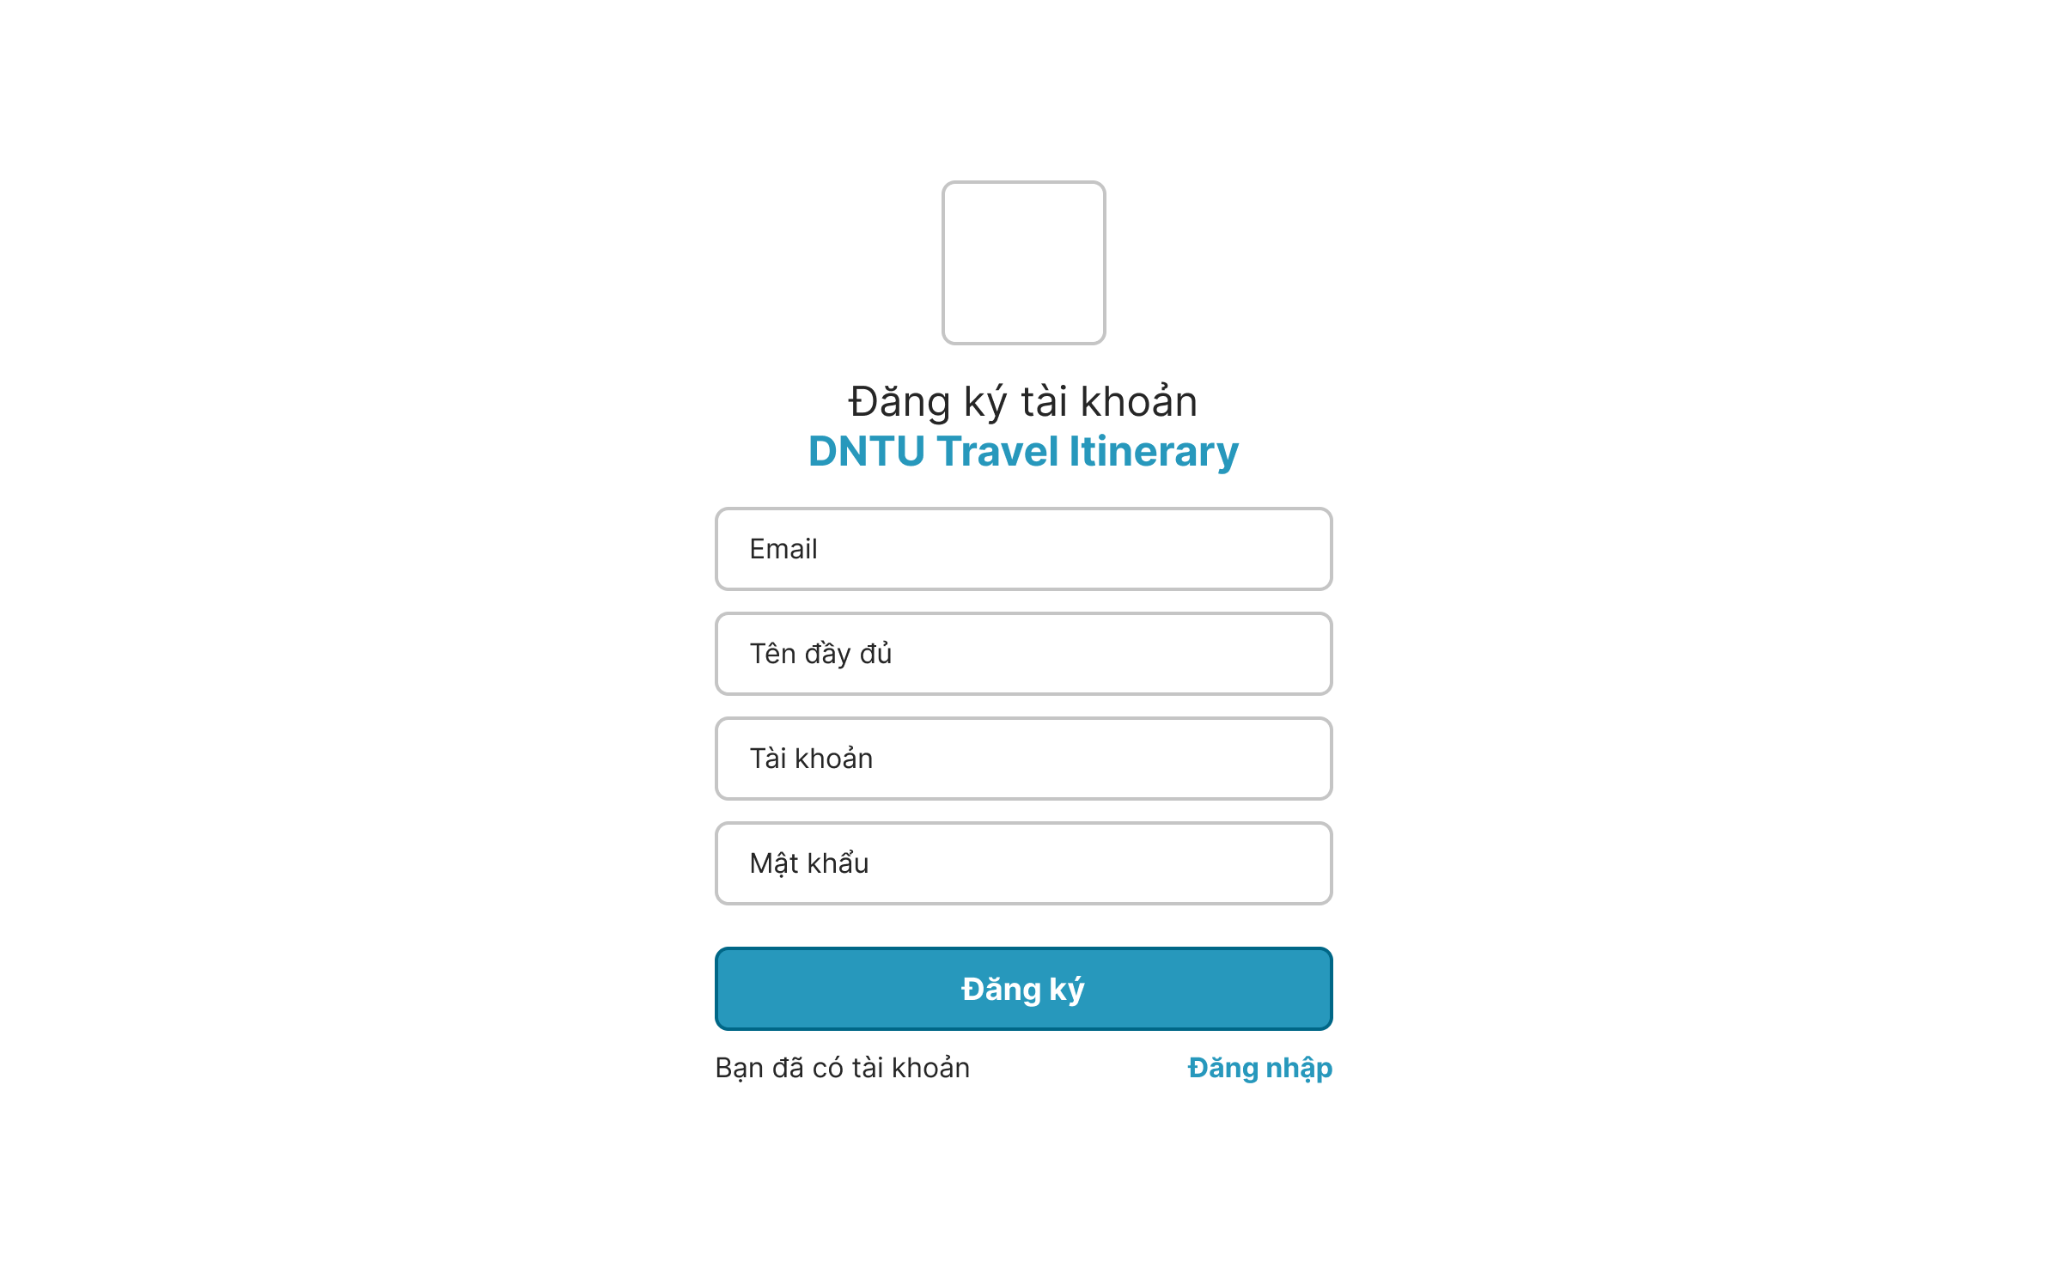 Đăng ký tài khoản
DNTU Travel Itinerary
Email
Tên đầy đủ
Tài khoản
Mật khẩu
Đăng ký
Bạn đã có tài khoản Đăng nhập